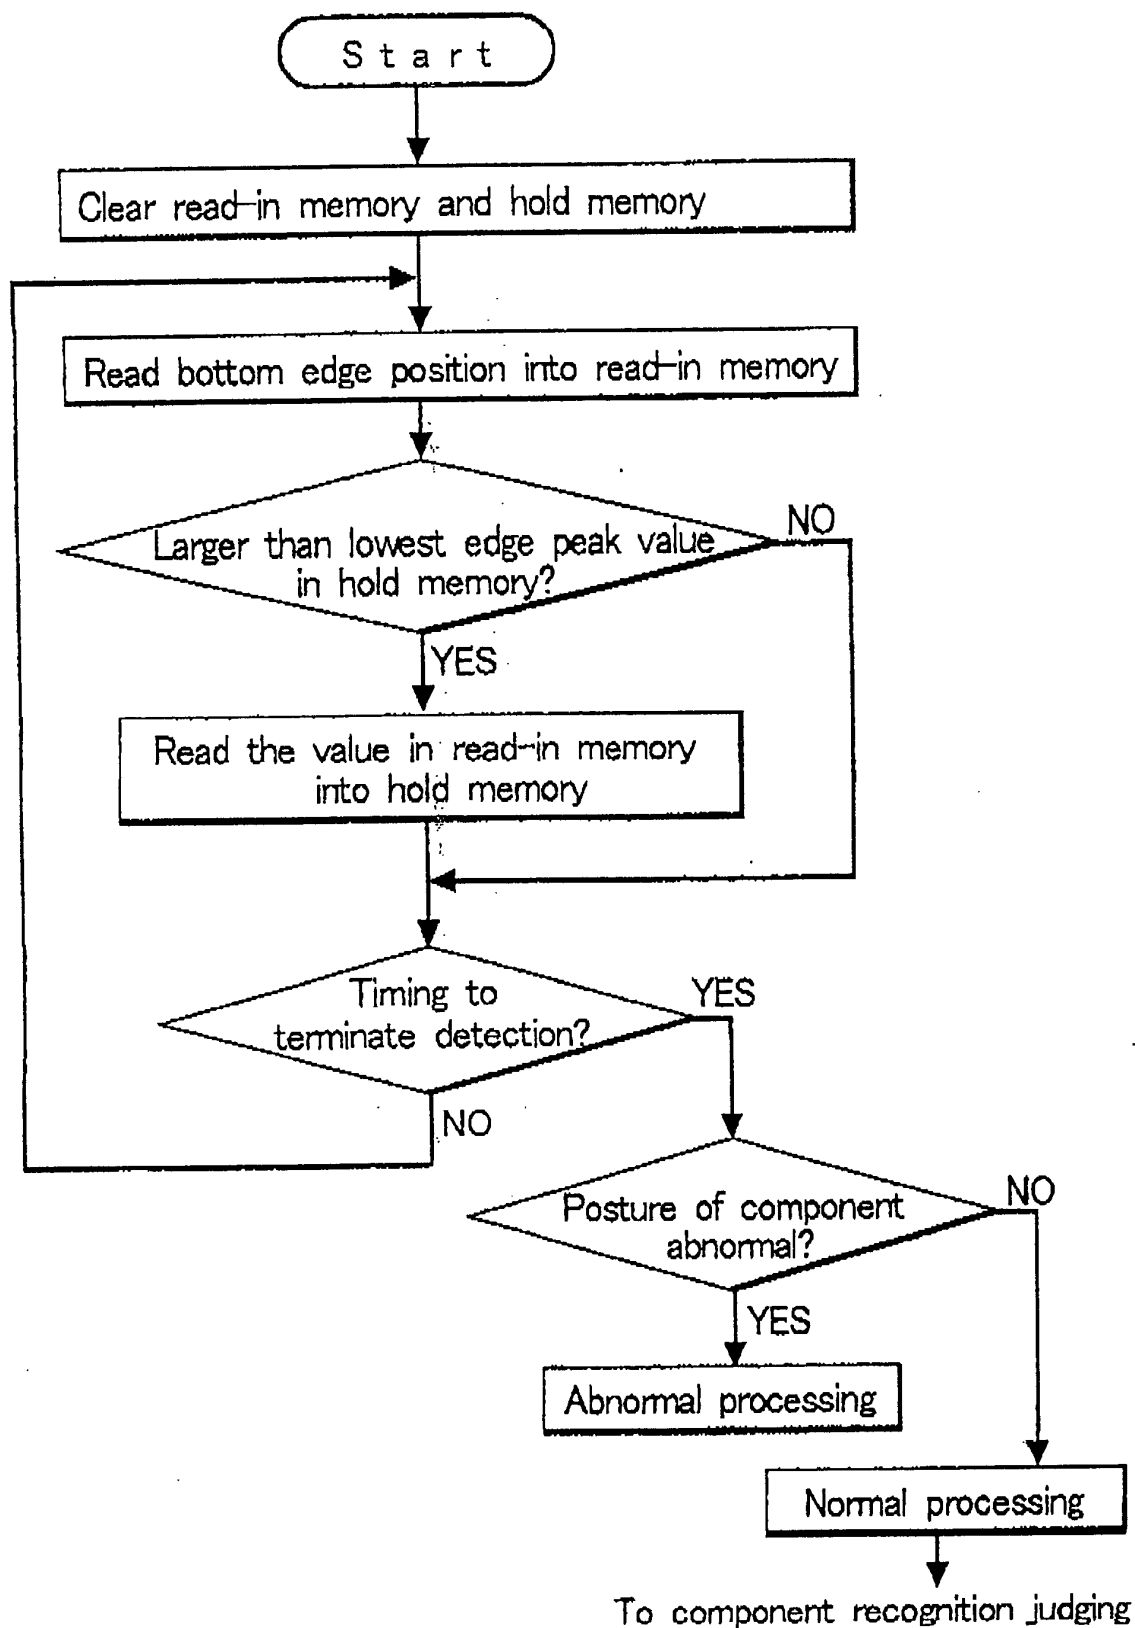 Start
Clear read-in memory and hold memory
Read bottom edge position into read-in memory
Larger than lowest edge peak value
in hold memory?
NO
YES
Read the value in read-in memory
into hold memory
Timing to
terminate detection?
YES
NO
Posture of component
abnormal?
NO
YES
Abnormal processing
Normal processing
To component recognition judging